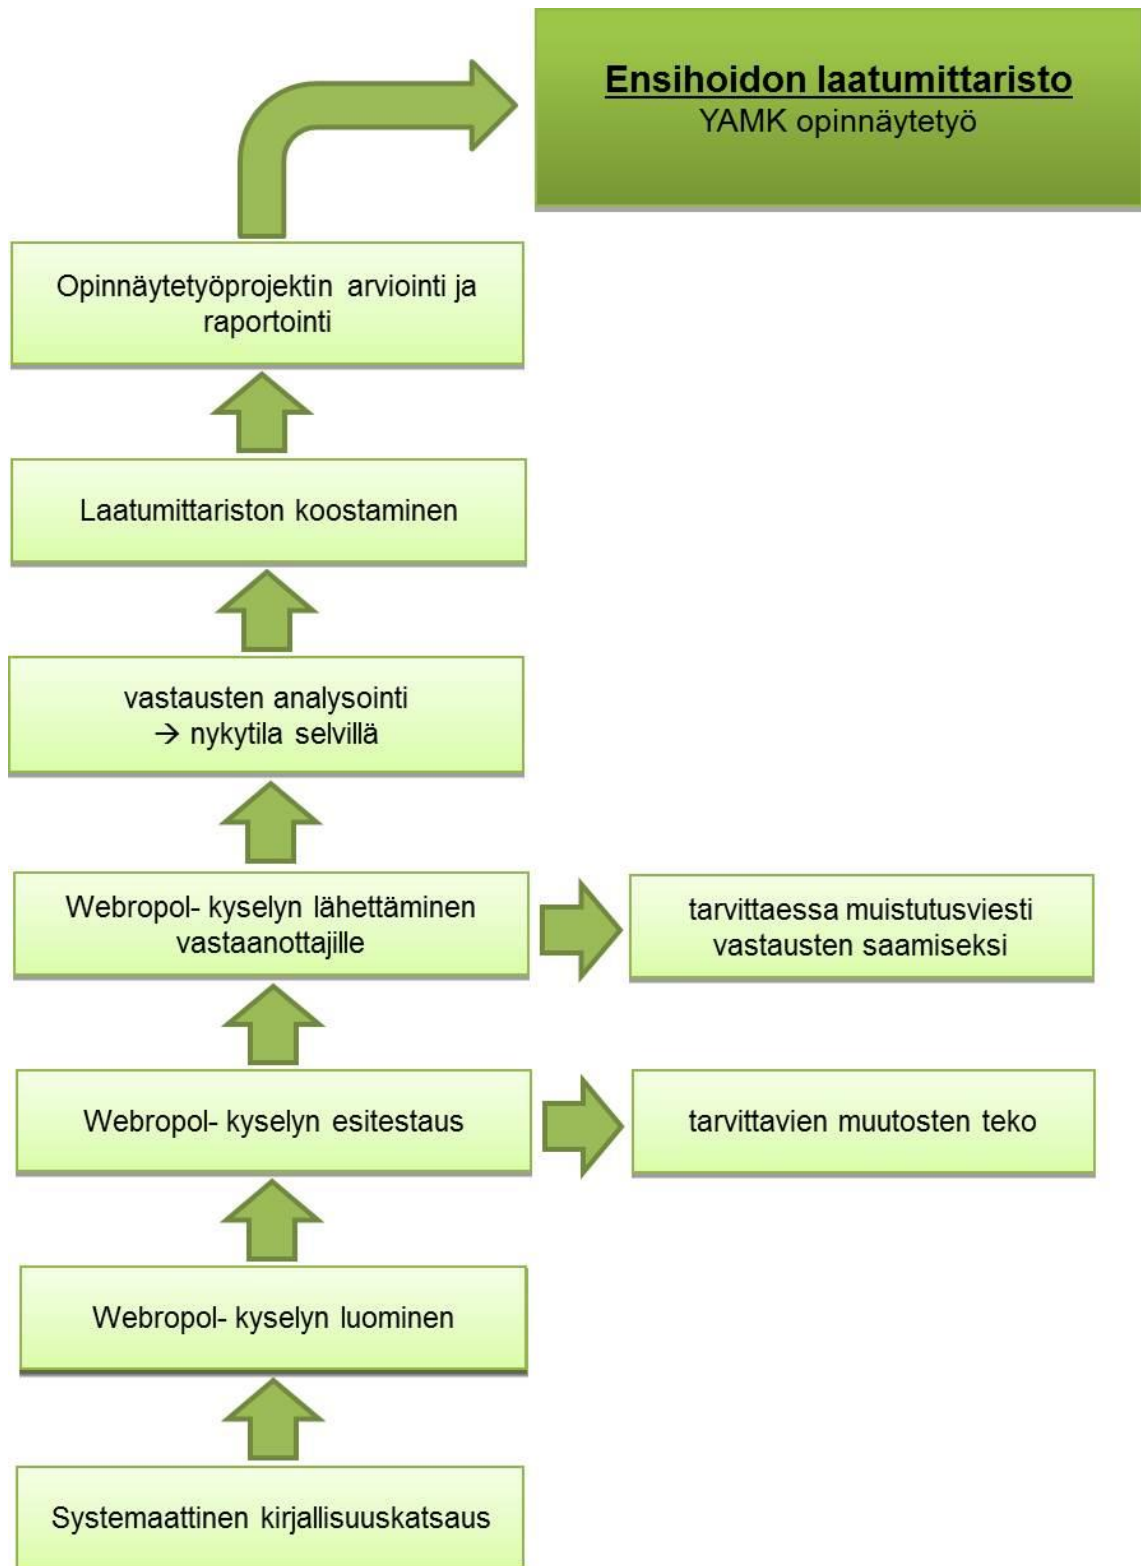 Ensihoidon laatumittaristo
YAMK opinnäytetyö
Opinnäytetyöprojektin arviointi ja
raportointi
Laatumittariston koostaminen
vastausten analysointi
→ nykytila selvillä
Webropol- kyselyn lähettäminen
vastaanottajille
tarvittaessa muistutusviesti
vastausten saamiseksi
Webropol- kyselyn esitestaus
tarvittavien muutosten teko
Webropol- kyselyn luominen
Systemaattinen kirjallisuuskatsaus